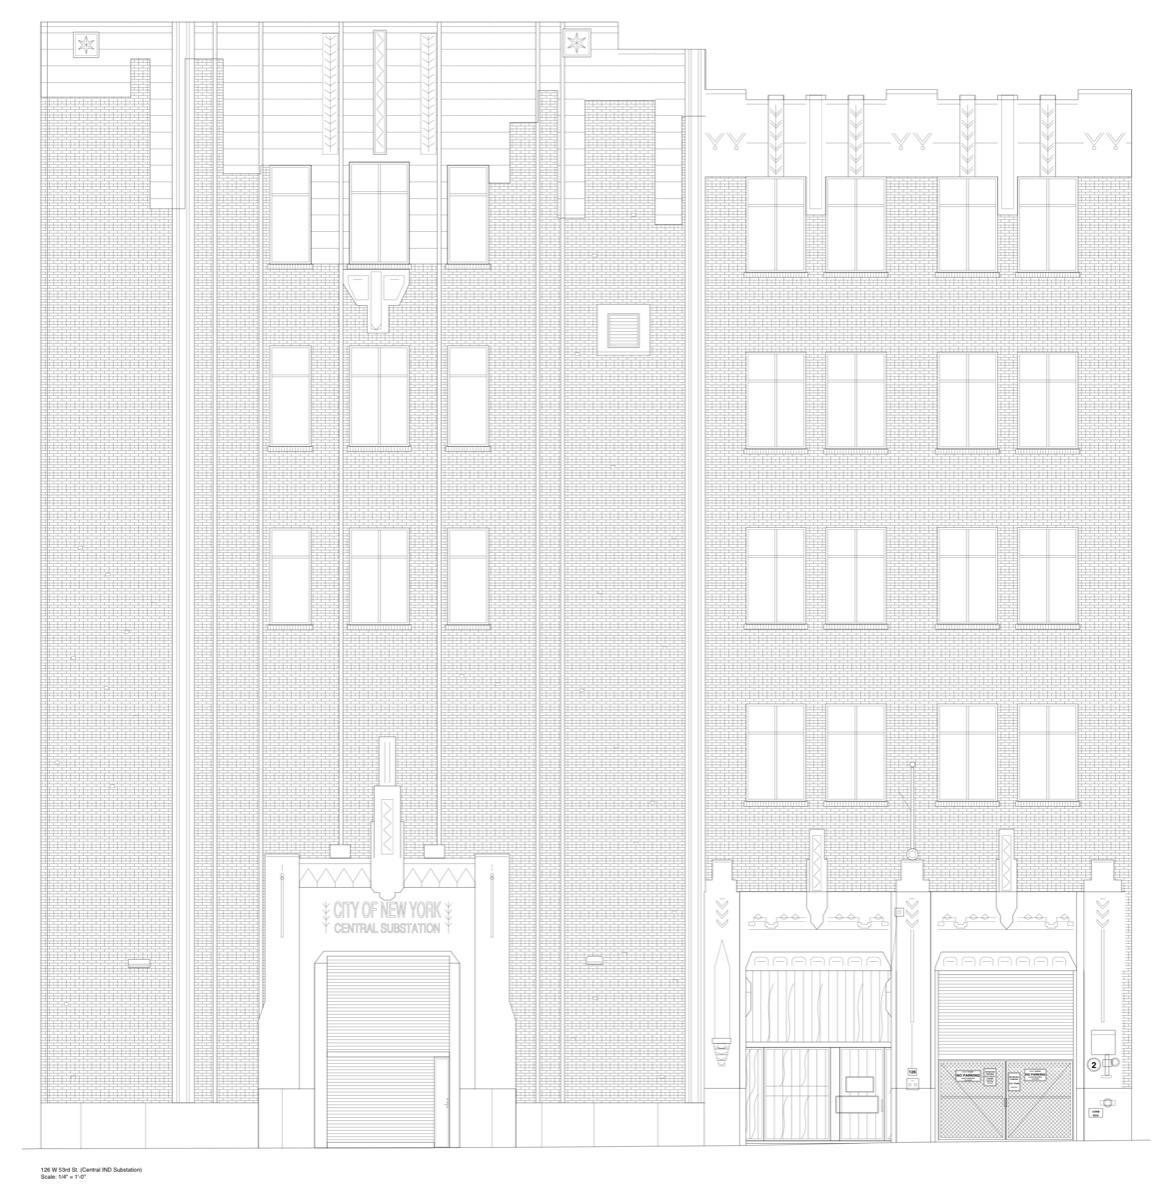 CITY OF NEW YORK
CENTRAL SUBSTATION
NO PARKING
NO PARKING
2
126
126 W 53rd St. (Central IND Substation)
Scale: 1/4" = 1'-0"